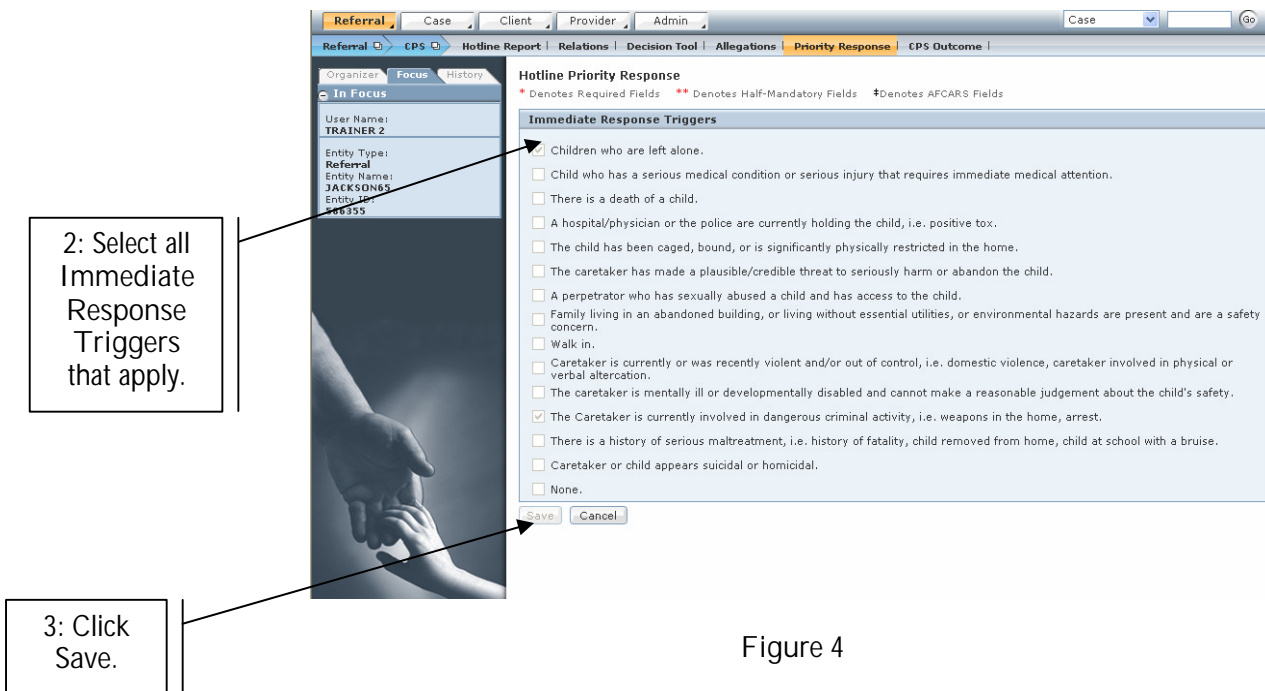 Referral Case Client Provider Admin Case Go
Referral CPS Hotline Report | Relations | Decision Tool | Allegations | Priority Response | CPS Outcome |
Organizer Focus History
In Focus
User Name:
TRAINER 2
Entity Type:
Referral
Entity Name:
JACKSON65
Entity ID:
586355
Hotline Priority Response
* Denotes Required Fields ** Denotes Half-Mandatory Fields ‡Denotes AFCARS Fields
Immediate Response Triggers
Children who are left alone.
Child who has a serious medical condition or serious injury that requires immediate medical attention.
There is a death of a child.
A hospital/physician or the police are currently holding the child, i.e. positive tox.
The child has been caged, bound, or is significantly physically restricted in the home.
The caretaker has made a plausible/credible threat to seriously harm or abandon the child.
A perpetrator who has sexually abused a child and has access to the child.
Family living in an abandoned building, or living without essential utilities, or environmental hazards are present and are a safety
concern.
Walk in.
Caretaker is currently or was recently violent and/or out of control, i.e. domestic violence, caretaker involved in physical or
verbal altercation.
The caretaker is mentally ill or developmentally disabled and cannot make a reasonable judgement about the child's safety.
The Caretaker is currently involved in dangerous criminal activity, i.e. weapons in the home, arrest.
There is a history of serious maltreatment, i.e. history of fatality, child removed from home, child at school with a bruise.
Caretaker or child appears suicidal or homicidal.
None.
Save Cancel
2: Select all
Immediate
Response
Triggers
that apply.
3: Click
Save.
Figure 4